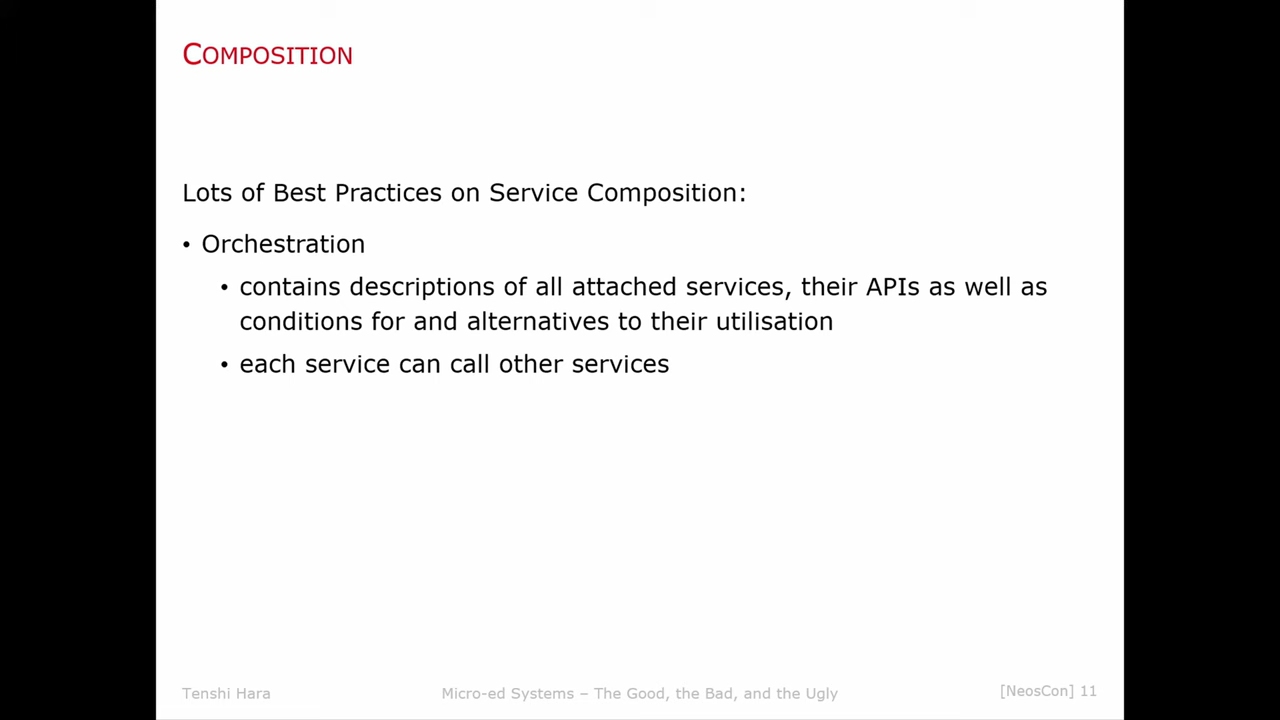 COMPOSITION
Lots of Best Practices on Service Composition:
• Orchestration
• contains descriptions of all attached services, their APIs as well as
conditions for and alternatives to their utilisation
• each service can call other services
Tenshi Hara
Micro-ed Systems – The Good, the Bad, and the Ugly
[NeosCon] 11